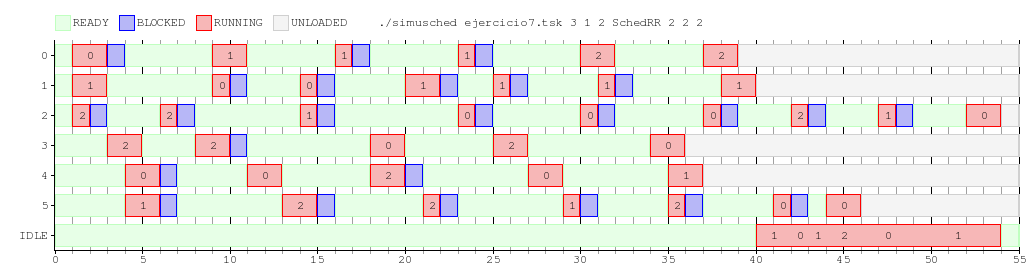 READY BLOCKED RUNNING UNLOADED ./simusched ejercicio7.tsk 3 1 2 SchedRR 2 2 2
0 0 1 1 1 2 2
1 1 0 0 1 1 1 1
2 2 2 1 0 0 0 2 1 0
3 2 2 0 2 0
4 0 0 2 0 1
5 1 2 2 1 2 0 0
IDLE 1 0 1 2 0 1
0 5 10 15 20 25 30 35 40 45 50 55